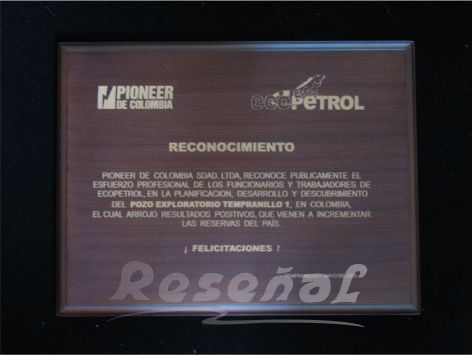 PIONEER
DE COLOMBIA
ecoPETROL
RECONOCIMIENTO
PIONEER DE COLOMBIA SDAD. LTDA, RECONOCE PUBLICAMENTE EL
ESFUERZO PROFESIONAL DE LOS FUNCIONARIOS Y TRABAJADORES DE
ECOPETROL, EN LA PLANIFICACION, DESARROLLO Y DESCUBRIMIENTO
DEL POZO EXPLORATORIO TEMPRANILLO 1, EN COLOMBIA,
EL CUAL ARROJO RESULTADOS POSITIVOS, QUE VIENEN A INCREMENTAR
LAS RESERVAS DEL PAÍS.
¡ FELICITACIONES !
Reseñal